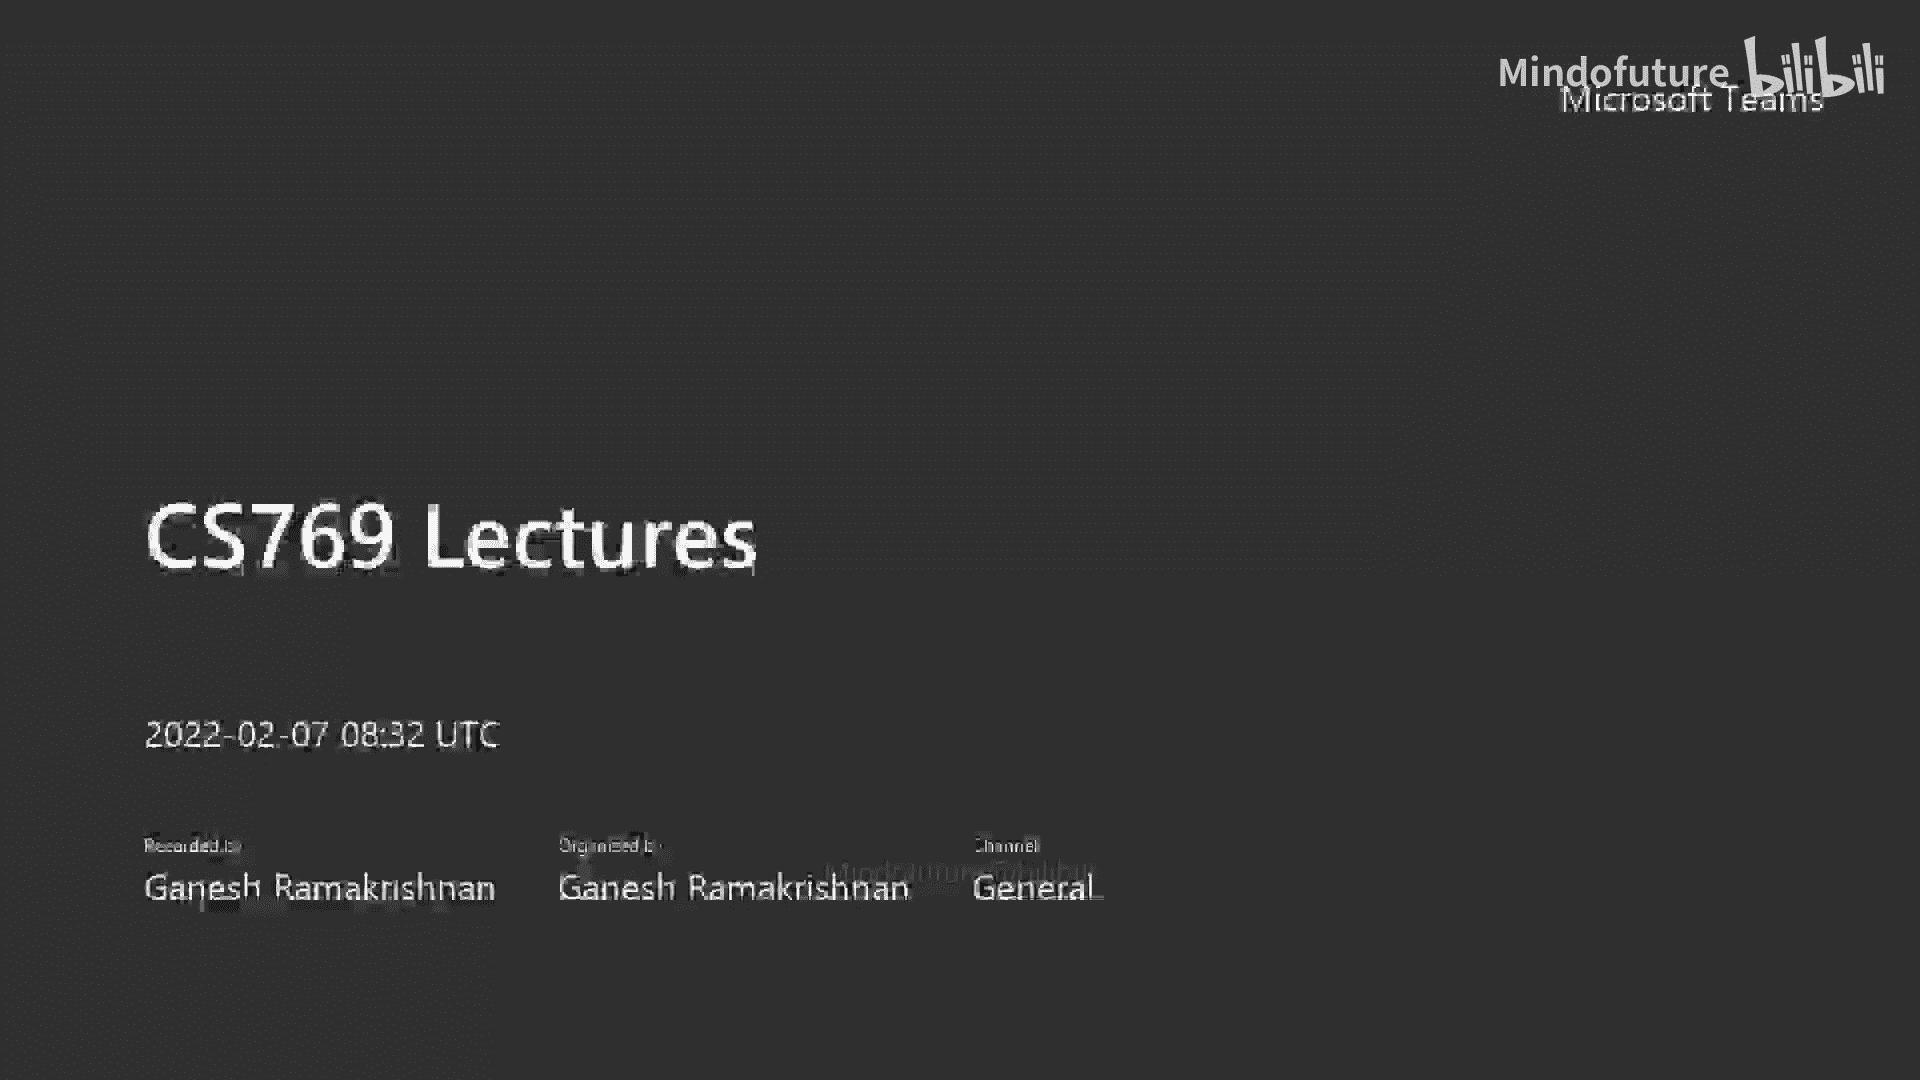 Mindofuture bilibili
Microsoft Teams
CS769 Lectures
2022-02-07 08:32 UTC
Recorded by Organized by Channel
Ganesh Ramakrishnan Ganesh Ramakrishnan General